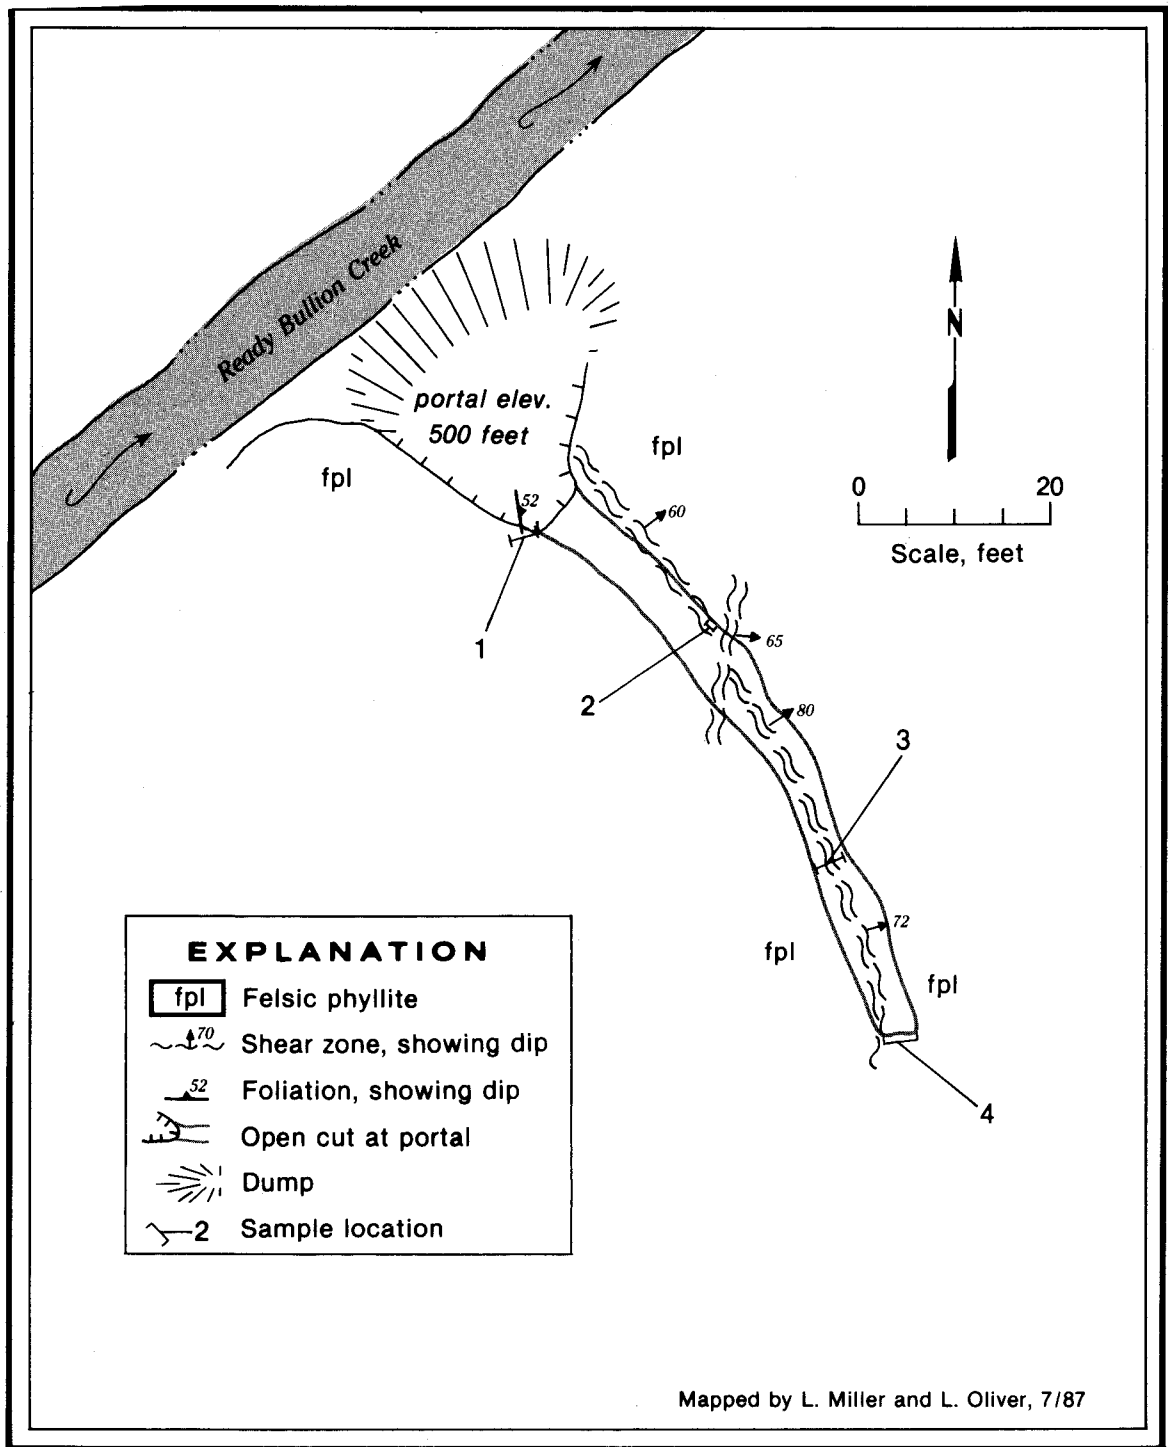 Ready Bullion Creek
portal elev.
500 feet
N
fpl
fpl
52
60
0 20
Scale, feet
1
65
2
80
3
72
fpl
fpl
4
EXPLANATION
fpl Felsic phyllite
70 Shear zone, showing dip
52 Foliation, showing dip
Open cut at portal
Dump
2 Sample location
Mapped by L. Miller and L. Oliver, 7/87